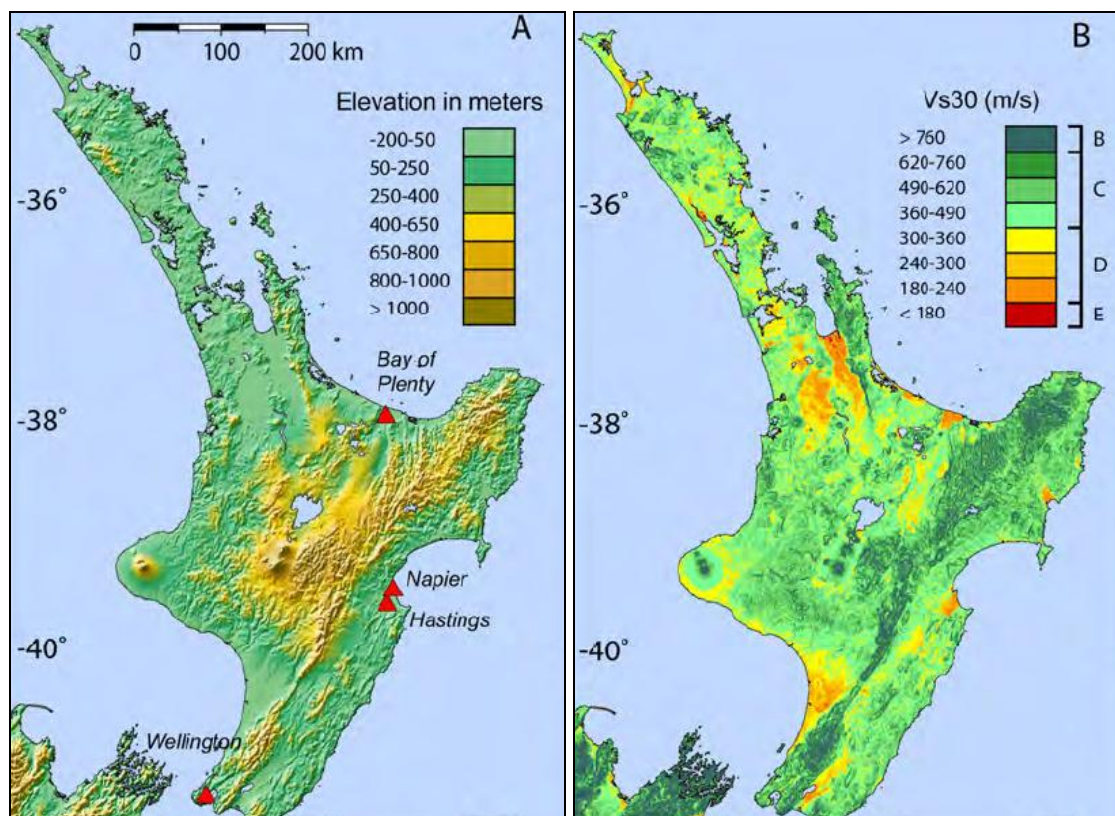 A
0 100 200 km
Elevation in meters
-200-50
50-250
250-400
400-650
650-800
800-1000
> 1000
-36°
Bay of
Plenty
-38°
Napier
Hastings
-40°
Wellington
B
Vs30 (m/s)
> 760
620-760
490-620
360-490
300-360
240-300
180-240
< 180
B
C
D
E
-36°
-38°
-40°